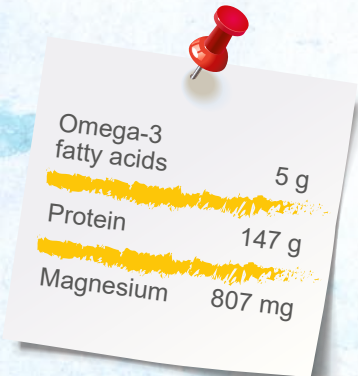 Omega-3
fatty acids 5 g
Protein 147 g
Magnesium 807 mg